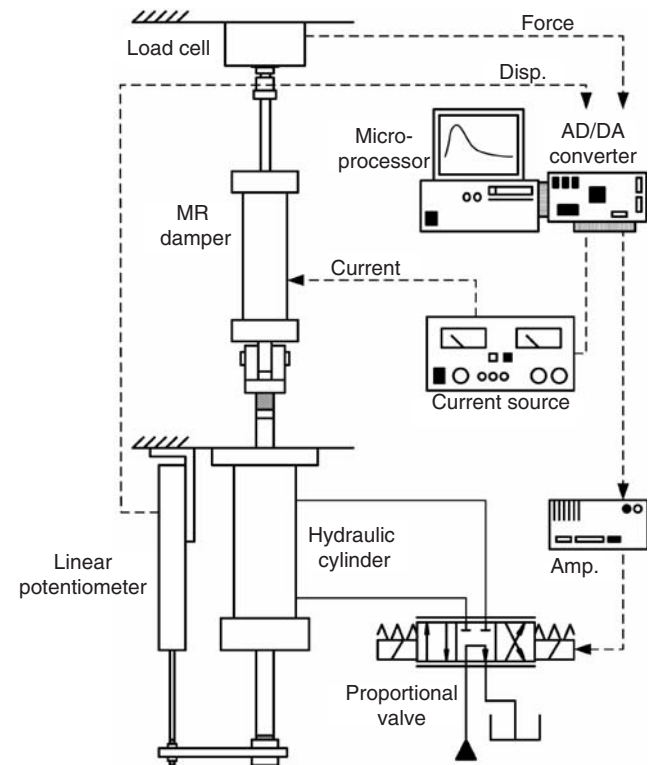 Force
Load cell
Disp.
Micro-
processor
AD/DA
converter
MR
damper
Current
Current source
Hydraulic
cylinder
Linear
potentiometer
Amp.
Proportional
valve